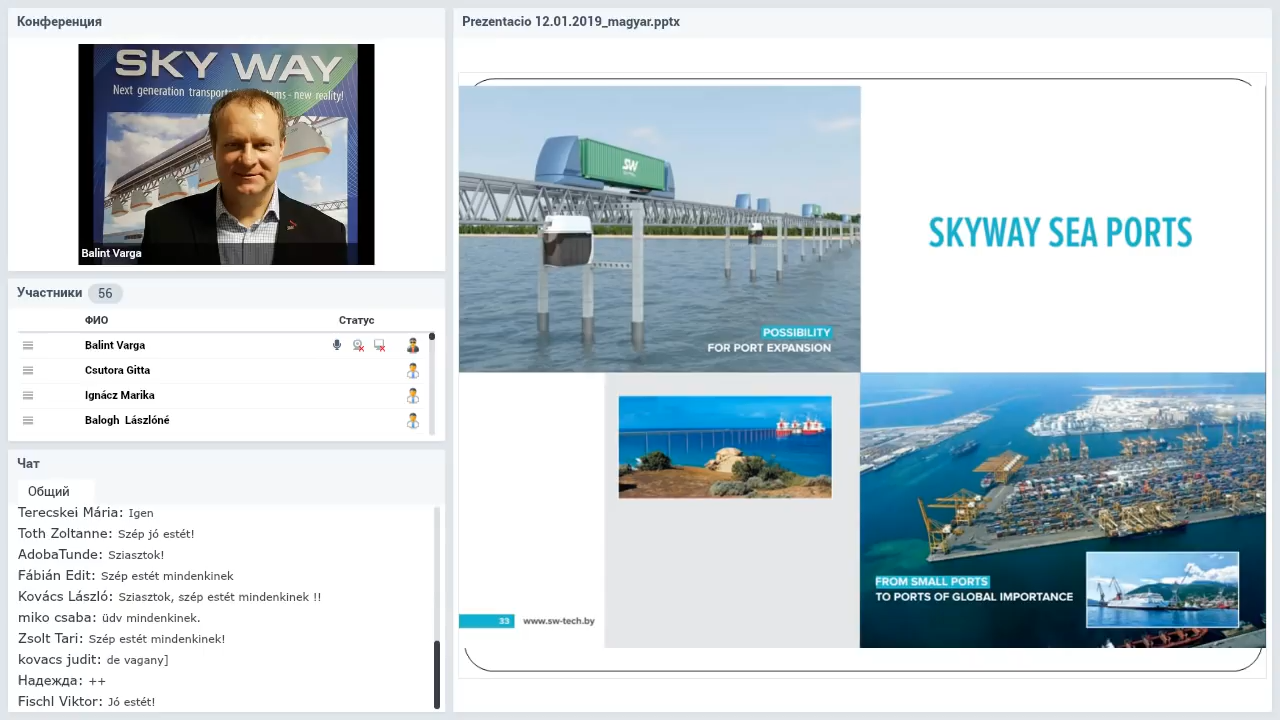 Конференция
SKY WAY
Next generation
new reality!
Balint Varga
Участники 56
ФИО Статус
Balint Varga
Csutora Gitta
Ignácz Marika
Balogh Lászlóné
Чат
Общий
Terecskei Mária: Igen
Toth Zoltanne: Szép jó estét!
AdobaTunde: Sziasztok!
Fábián Edit: Szép estét mindenkinek
Kovács László: Sziasztok, szép estét mindenkinek !!
miko csaba: üdv mindenkinek.
Zsolt Tari: Szép estét mindenkinek!
kovacs judit: de vagany]
Надежда: ++
Fischl Viktor: Jó estét!
Prezentacio 12.01.2019_magyar.pptx
SW
POSSIBILITY
FOR PORT EXPANSION
SKYWAY SEA PORTS
33 www.sw-tech.by
FROM SMALL PORTS
TO PORTS OF GLOBAL IMPORTANCE